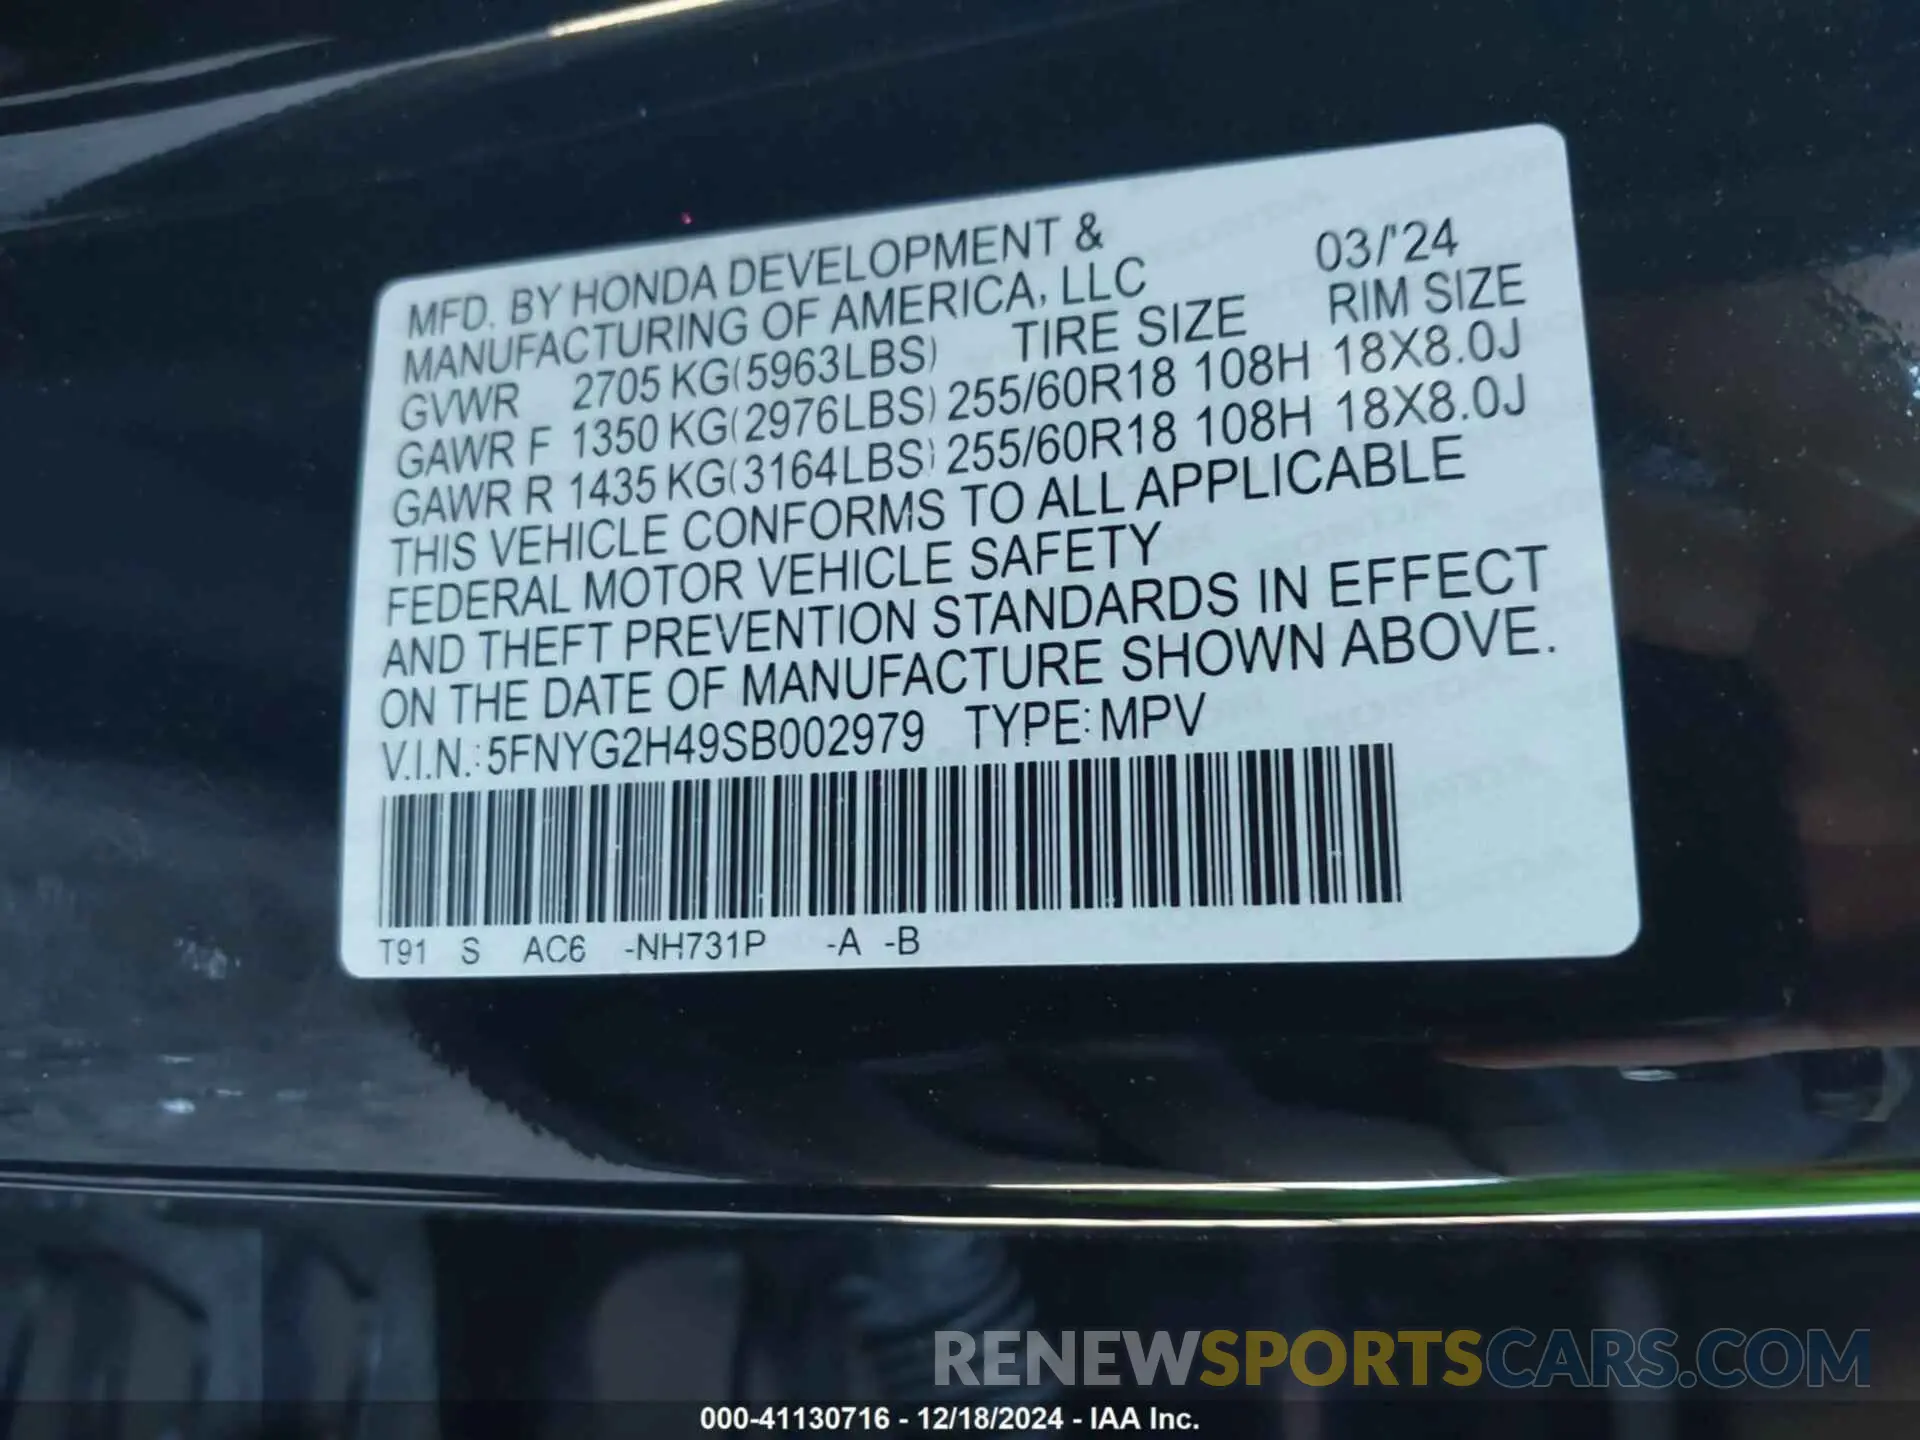 MFD. BY HONDA DEVELOPMENT &
MANUFACTURING OF AMERICA, LLC 03/'24
GVWR 2705 KG(5963LBS) TIRE SIZE RIM SIZE
GAWR F 1350 KG(2976LBS) 255/60R18 108H 18X8.0J
GAWR R 1435 KG(3164LBS) 255/60R18 108H 18X8.0J
THIS VEHICLE CONFORMS TO ALL APPLICABLE
FEDERAL MOTOR VEHICLE SAFETY
AND THEFT PREVENTION STANDARDS IN EFFECT
ON THE DATE OF MANUFACTURE SHOWN ABOVE.
V.I.N.: 5FNYG2H49SB002979 TYPE: MPV
T91 S AC6 -NH731P -A -B
RENEWSPORTSCARS.COM
000-41130716 - 12/18/2024 - IAA Inc.